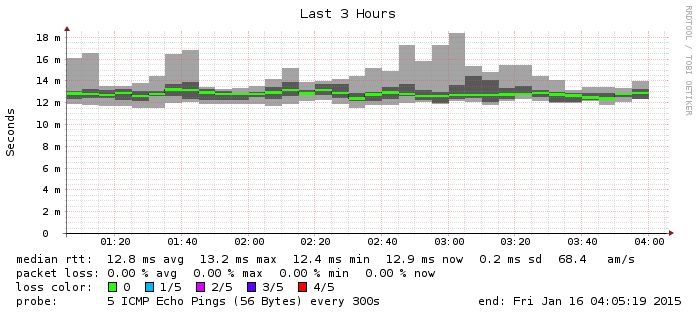 Last 3 Hours
RRDTOOL / TOBI OETIKER
Seconds
18 m
16 m
14 m
12 m
10 m
8 m
6 m
4 m
2 m
0
01:20 01:40 02:00 02:20 02:40 03:00 03:20 03:40 04:00
median rtt: 12.8 ms avg 13.2 ms max 12.4 ms min 12.9 ms now 0.2 ms sd 68.4 am/s
packet loss: 0.00 % avg 0.00 % max 0.00 % min 0.00 % now
loss color: 0 1/5 2/5 3/5 4/5
probe: 5 ICMP Echo Pings (56 Bytes) every 300s end: Fri Jan 16 04:05:19 2015